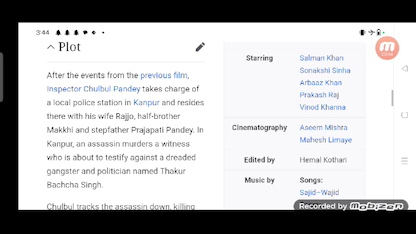 3:44
Plot
After the events from the previous film,
Inspector Chulbul Pandey takes charge of
a local police station in Kanpur and resides
there with his wife Rajjo, half-brother
Makkhi and stepfather Prajapati Pandey. In
Kanpur, an assassin murders a witness
who is about to testify against a dreaded
gangster and politician named Thakur
Bachcha Singh.
Chulbul tracks the assassin down, killing
Starring
Salman Khan
Sonakshi Sinha
Arbaaz Khan
Prakash Raj
Vinod Khanna
Cinematography
Aseem Mishra
Mahesh Limaye
Edited by
Hemal Kothari
Music by
Songs:
Sajid–Wajid
Recorded by Mobizen